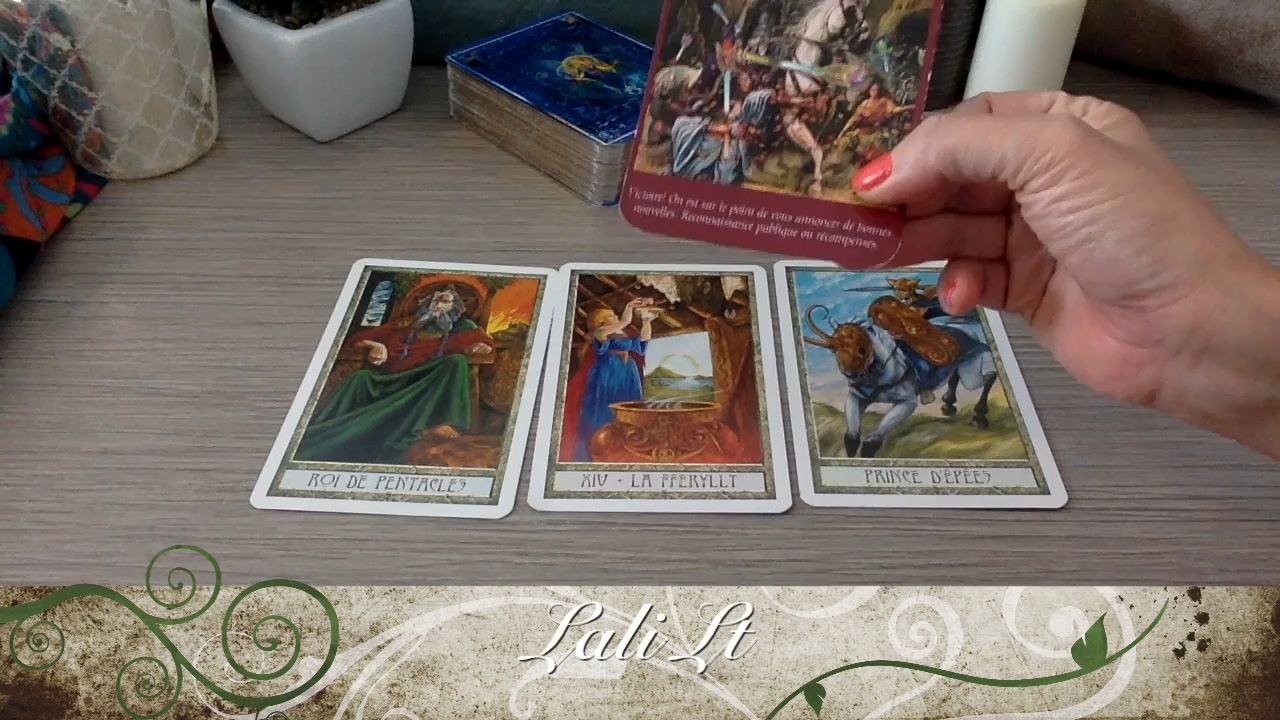 Victoire! On est sur le point de vous annoncer de bonnes
nouvelles. Reconnaissance publique ou récompenses.
ROI DE PENTACLES
XIV · LA FFERYLLT
PRINCE D'ÉPÉES
Lali Lt